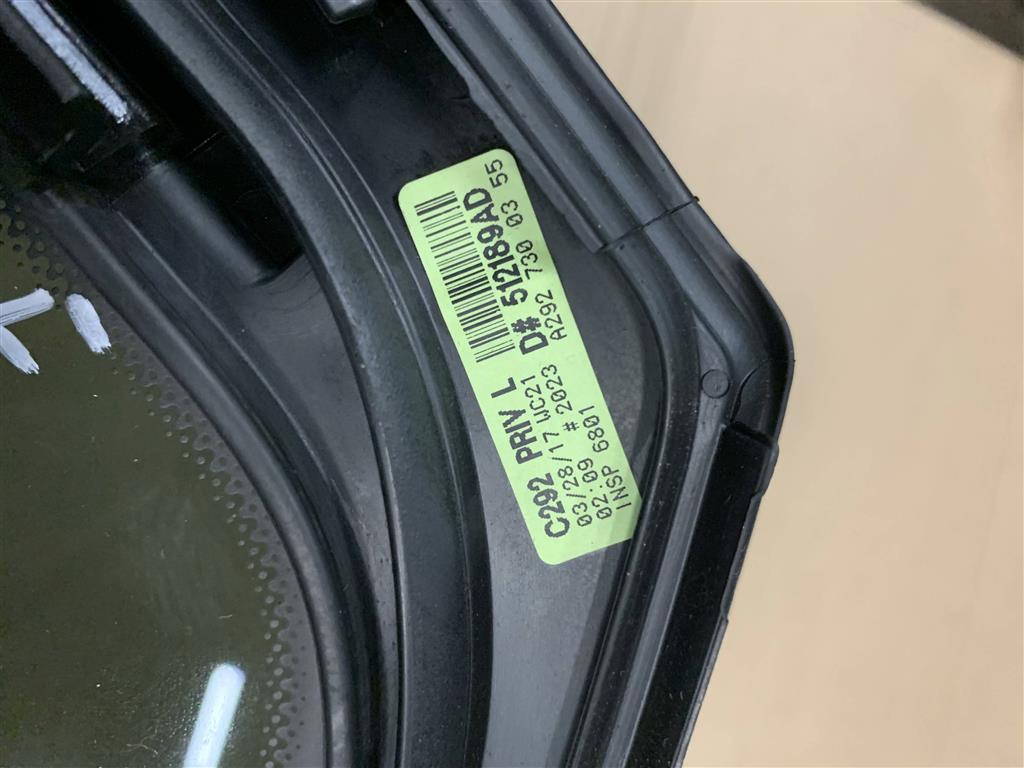 D# 512189AD
A292 730 03 55
C292 PRIV L
03/28/17 WC21
02:09 # 2023
INSP 6801